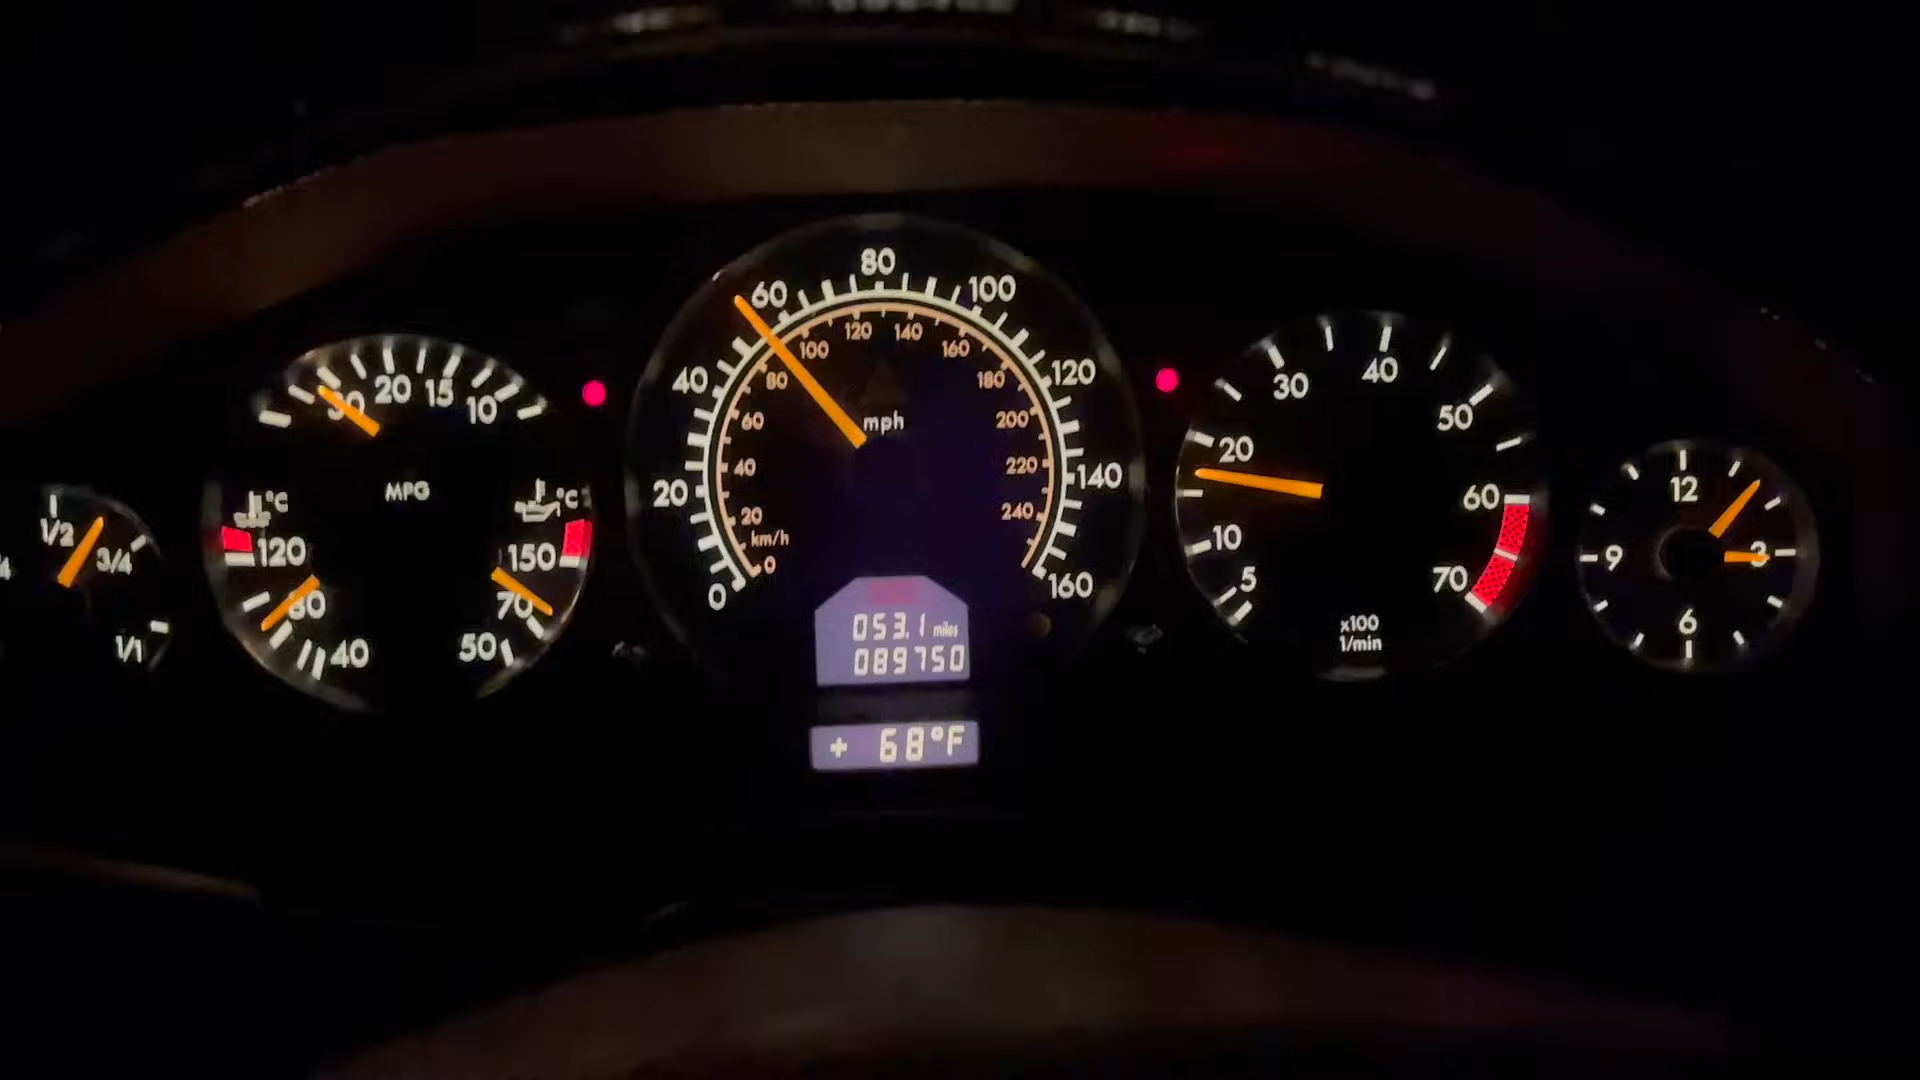 1/2
3/4
1/1
30 20 15 10
MPG
°C
120
80
40
°C
150
70
50
0 20 40 60 80 100 120 140 160
mph
0 20 40 60 80 100 120 140 160 180 200 220 240
km/h
053.1 miles
089750
+ 68°F
5 10 20 30 40 50 60 70
x100
1/min
12
3
6
9